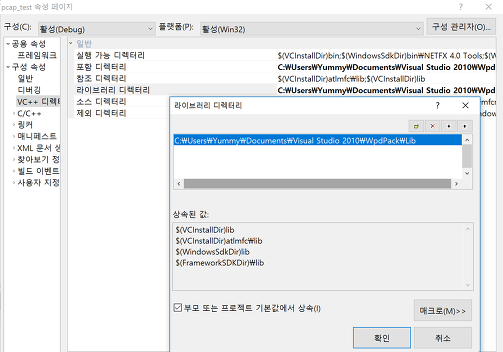 pcap_test 속성 페이지
구성(C): 활성(Debug) 플랫폼(P): 활성(Win32) 구성 관리자(O)...
공용 속성
프레임워크
구성 속성
일반
디버깅
VC++ 디렉터
C/C++
링커
매니페스트
XML 문서 생
찾아보기 정
빌드 이벤트
사용자 지정
일반
실행 가능 디렉터리 $(VCInstallDir)bin;$(WindowsSdkDir)bin\NETFX 4.0 Tools;$(W
포함 디렉터리 C:₩Users₩Yummy₩Documents₩Visual Studio 2010₩Wpd
참조 디렉터리 $(VCInstallDir)atlmfc₩lib;$(VCInstallDir)lib
라이브러리 디렉터리 C:₩Users₩Yummy₩Documents₩Visual Studio 2010₩WpdP
소스 디렉터리
제외 디렉터리
라이브러리 디렉터리
C:₩Users₩Yummy₩Documents₩Visual Studio 2010₩WpdPack₩Lib
상속된 값:
$(VCInstallDir)lib
$(VCInstallDir)atlmfc₩lib
$(WindowsSdkDir)lib
$(FrameworkSDKDir)₩lib
부모 또는 프로젝트 기본값에서 상속(I)
매크로(M)>>
확인 취소